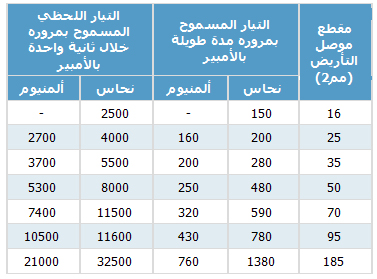 مقطع موصل التأريض (مم2) | التيار المسموح بمروره مدة طويلة بالأمبير | التيار اللحظي المسموح بمروره خلال ثانية واحدة بالأمبير
نحاس | ألمنيوم | نحاس | ألمنيوم
16 | 150 | - | 2500 | -
25 | 200 | 160 | 4000 | 2700
35 | 280 | 200 | 5500 | 3700
50 | 480 | 250 | 8000 | 5300
70 | 590 | 320 | 11500 | 7400
95 | 780 | 430 | 11600 | 10500
185 | 1380 | 760 | 32500 | 21000